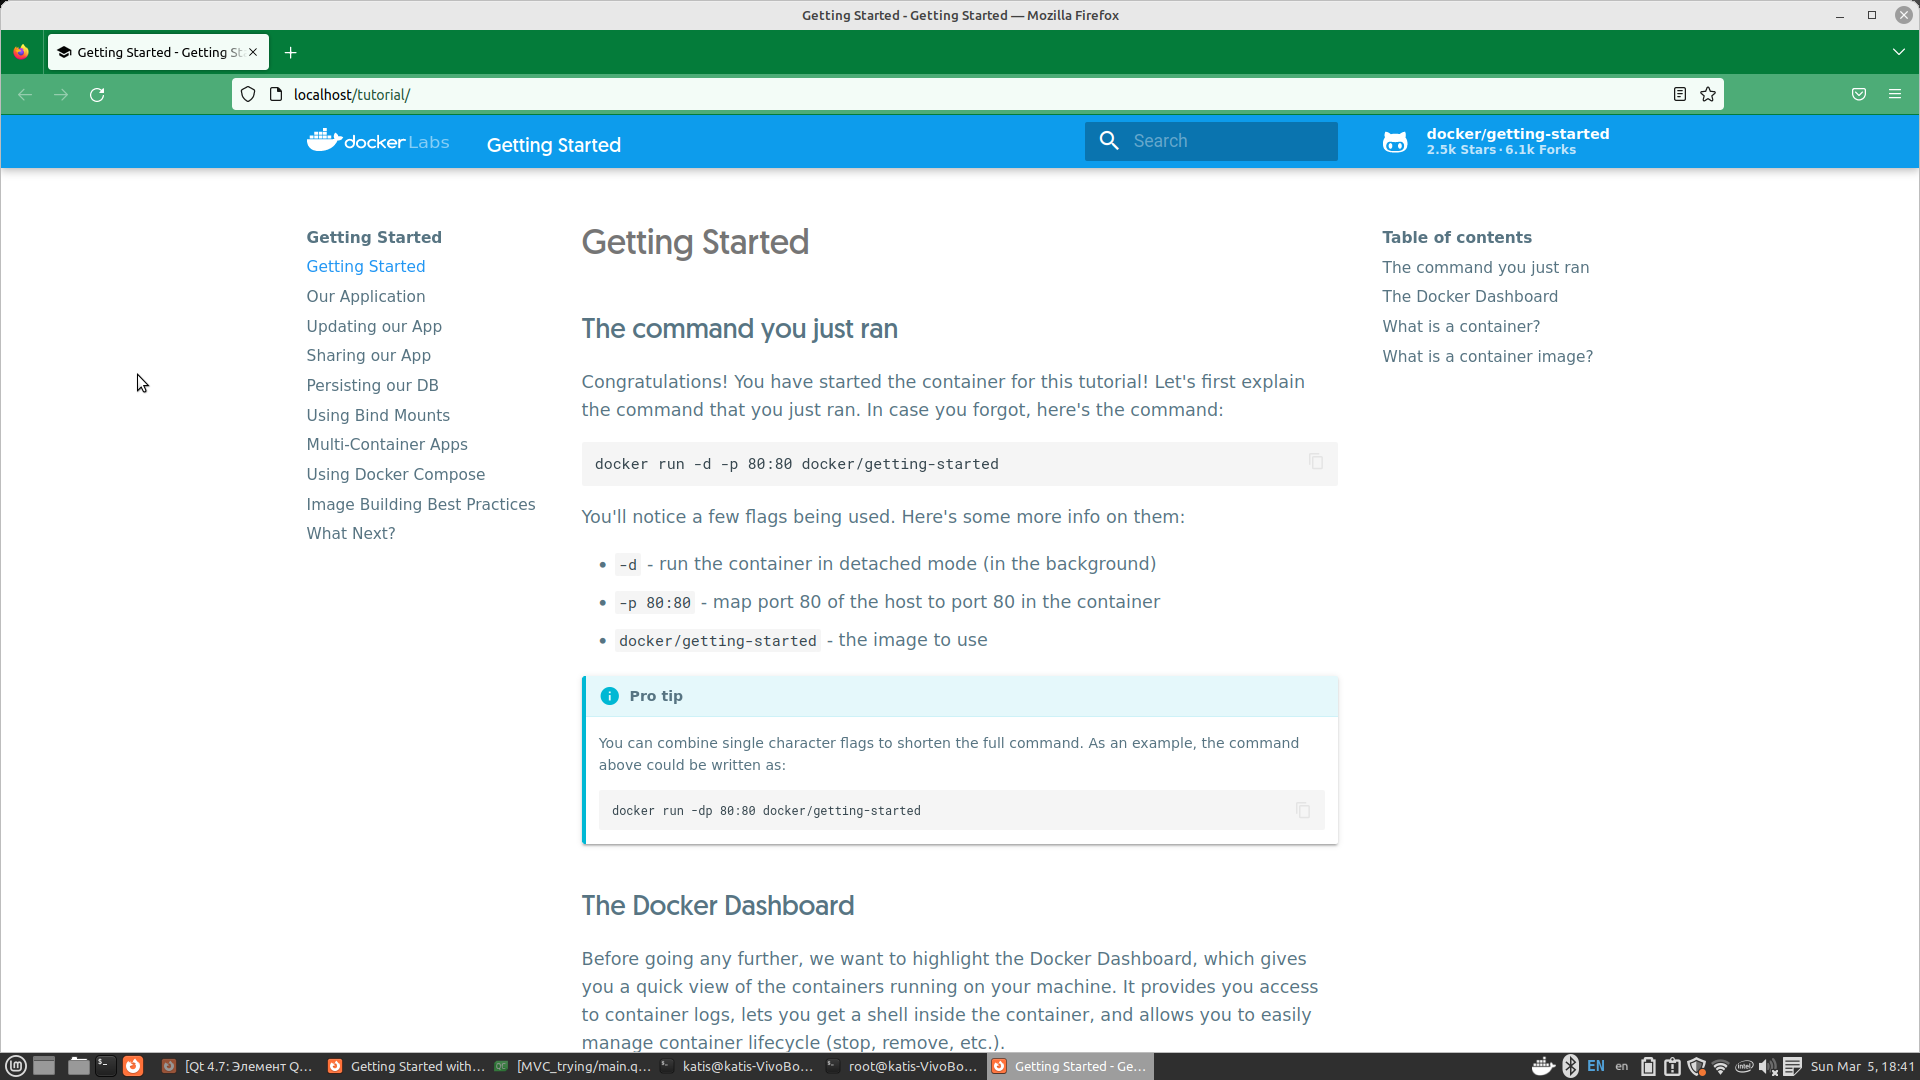 Getting Started - Getting Started — Mozilla Firefox
Getting Started - Getting St
localhost/tutorial/
docker Labs
Getting Started
Search
docker/getting-started
2.5k Stars · 6.1k Forks
Getting Started
Getting Started
Our Application
Updating our App
Sharing our App
Persisting our DB
Using Bind Mounts
Multi-Container Apps
Using Docker Compose
Image Building Best Practices
What Next?
Getting Started
The command you just ran
Congratulations! You have started the container for this tutorial! Let's first explain
the command that you just ran. In case you forgot, here's the command:
docker run -d -p 80:80 docker/getting-started
You'll notice a few flags being used. Here's some more info on them:
• -d - run the container in detached mode (in the background)
• -p 80:80 - map port 80 of the host to port 80 in the container
• docker/getting-started - the image to use
Pro tip
You can combine single character flags to shorten the full command. As an example, the command
above could be written as:
docker run -dp 80:80 docker/getting-started
The Docker Dashboard
Before going any further, we want to highlight the Docker Dashboard, which gives
you a quick view of the containers running on your machine. It provides you access
to container logs, lets you get a shell inside the container, and allows you to easily
manage container lifecycle (stop, remove, etc.).
Table of contents
The command you just ran
The Docker Dashboard
What is a container?
What is a container image?
[Qt 4.7: Элемент Q...
Getting Started with...
[MVC_trying/main.q...
katis@katis-VivoBo...
root@katis-VivoBo...
Getting Started - Ge...
EN
en
Sun Mar 5, 18:41